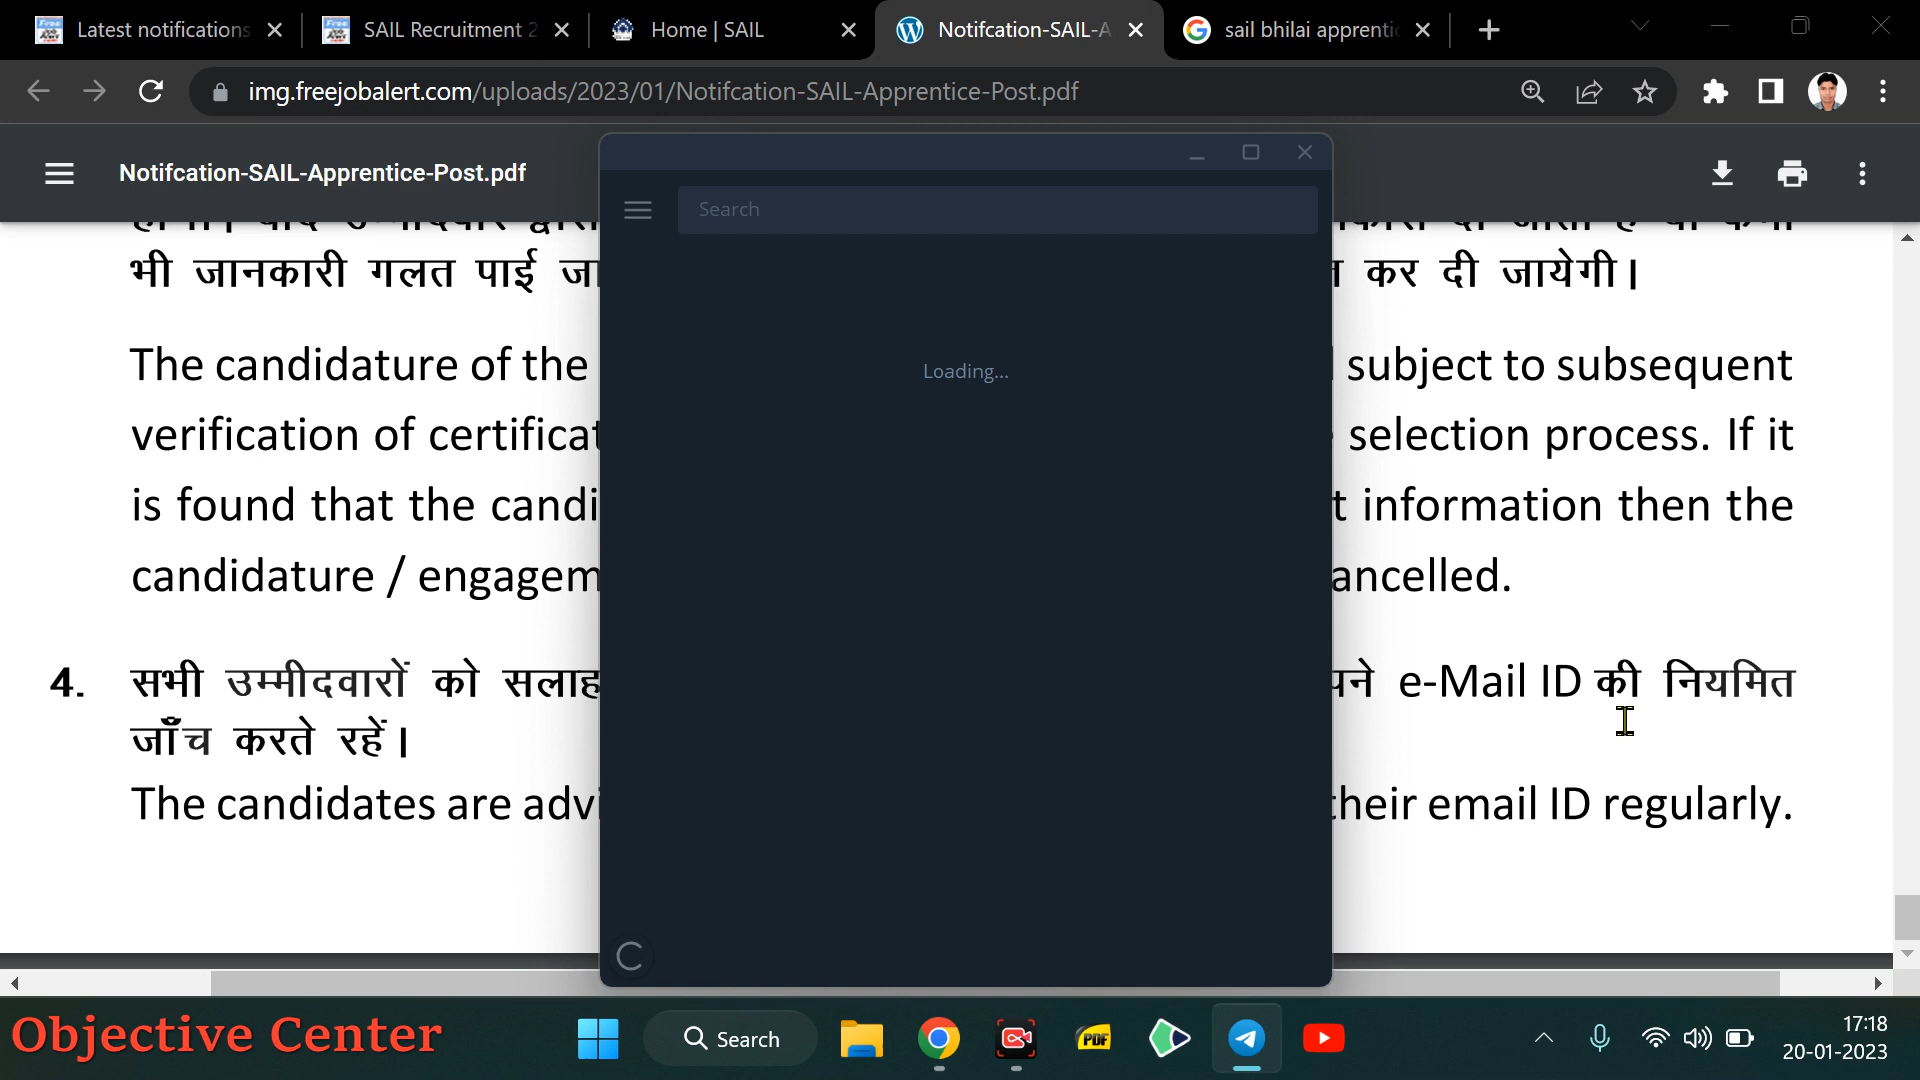 Latest notifications
SAIL Recruitment 2
Home | SAIL
Notifcation-SAIL-A
sail bhilai apprentic
img.freejobalert.com/uploads/2023/01/Notifcation-SAIL-Apprentice-Post.pdf
Notifcation-SAIL-Apprentice-Post.pdf
Search
भी जानकारी गलत पाई जा
कर दी जायेगी।
Loading...
The candidature of the
subject to subsequent
verification of certificat
selection process. If it
is found that the candi
t information then the
candidature / engagem
ancelled.
4. सभी उम्मीदवारों को सलाह
पने e-Mail ID की नियमित
जाँच करते रहें।
The candidates are advi
their email ID regularly.
Objective Center
Search
PDF
17:18
20-01-2023